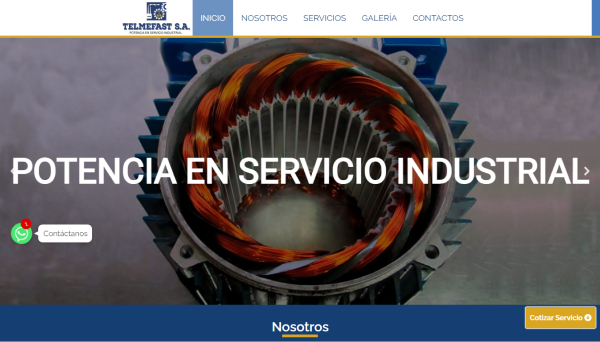 TELMEFAST S.A.
POTENCIA EN SERVICIO INDUSTRIAL
INICIO NOSOTROS SERVICIOS GALERÍA CONTACTOS
POTENCIA EN SERVICIO INDUSTRIAL
1
Contáctanos
Cotizar Servicio
Nosotros